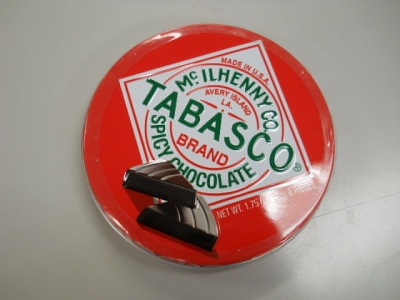 MADE IN U.S.A.
McILHENNY CO.
AVERY ISLAND
LA.
TABASCO®
BRAND
SPICY CHOCOLATE
NET WT. 1.75